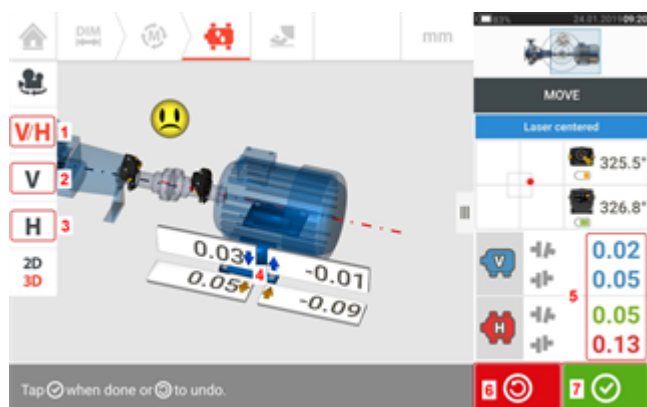 DIM
(M)
mm
83%
24.01.2019 09:20
MOVE
Laser centered
325.5°
326.8°
V/H 1
V 2
H 3
2D
3D
0.03
-0.01
4
0.05
-0.09
V
0.02
0.05
5
H
0.05
0.13
Tap when done or to undo.
6
7